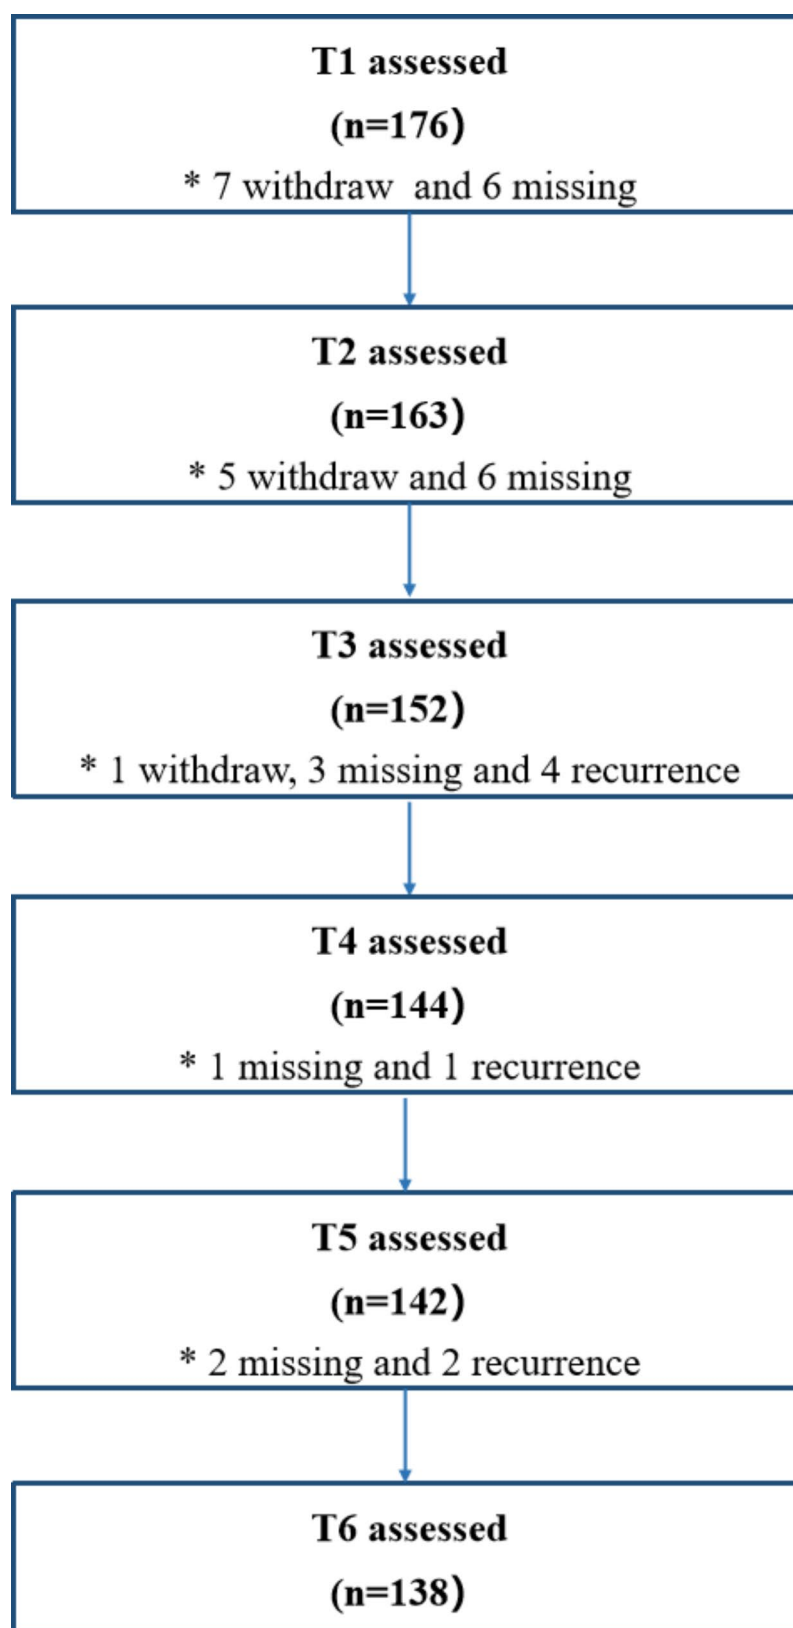 T1 assessed
(n=176)
* 7 withdraw and 6 missing
T2 assessed
(n=163)
* 5 withdraw and 6 missing
T3 assessed
(n=152)
* 1 withdraw, 3 missing and 4 recurrence
T4 assessed
(n=144)
* 1 missing and 1 recurrence
T5 assessed
(n=142)
* 2 missing and 2 recurrence
T6 assessed
(n=138)